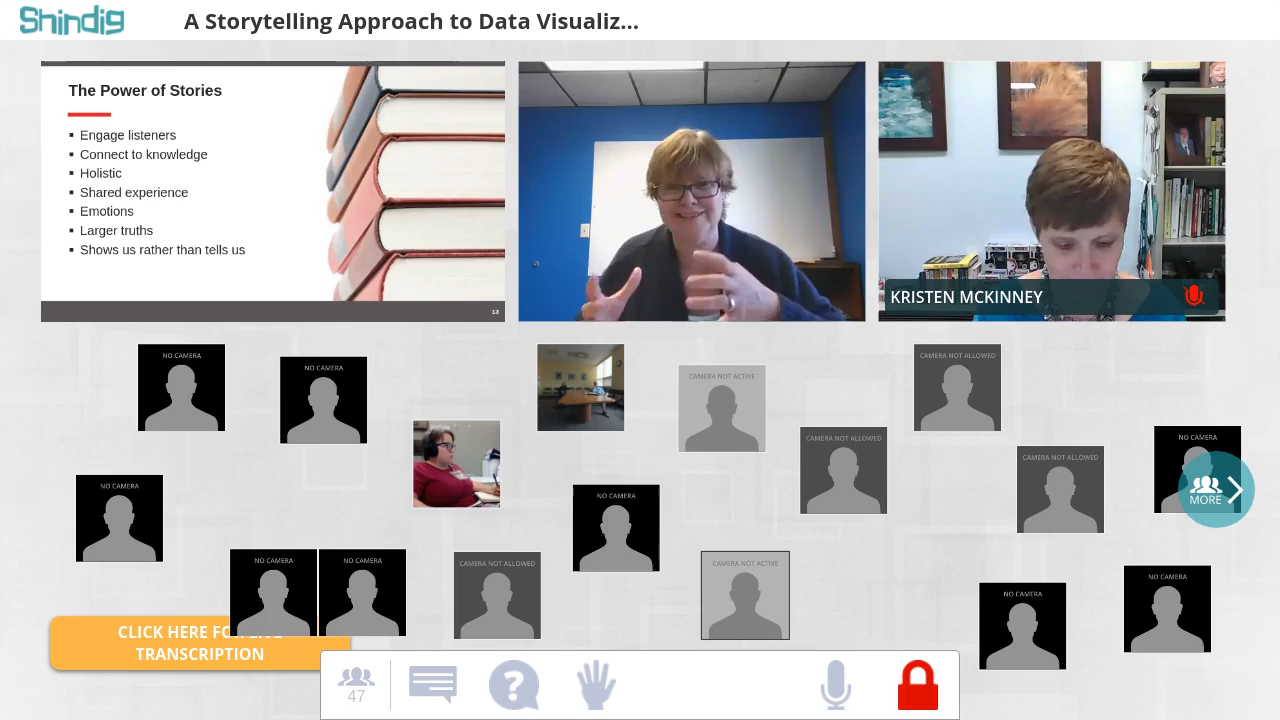 Shindig
A Storytelling Approach to Data Visualiz...
The Power of Stories
Engage listeners
Connect to knowledge
Holistic
Shared experience
Emotions
Larger truths
Shows us rather than tells us
13
KRISTEN MCKINNEY
NO CAMERA
NO CAMERA
CAMERA NOT ACTIVE
CAMERA NOT ALLOWED
CAMERA NOT ALLOWED
NO CAMERA
CAMERA NOT ALLOWED
NO CAMERA
NO CAMERA
MORE
NO CAMERA
NO CAMERA
CAMERA NOT ALLOWED
CAMERA NOT ACTIVE
NO CAMERA
NO CAMERA
CLICK HERE FOR LIVE
TRANSCRIPTION
47